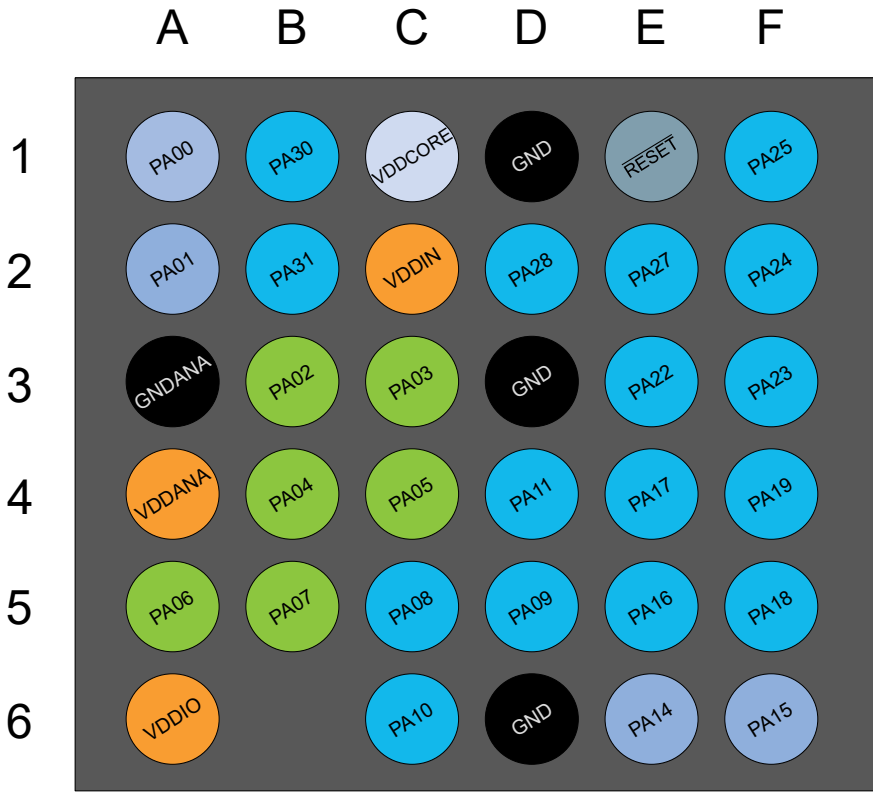 A B C D E F
1 PA00 PA30 VDDCORE GND RESET PA25
2 PA01 PA31 VDDIN PA28 PA27 PA24
3 GNDANA PA02 PA03 GND PA22 PA23
4 VDDANA PA04 PA05 PA11 PA17 PA19
5 PA06 PA07 PA08 PA09 PA16 PA18
6 VDDIO PA10 GND PA14 PA15